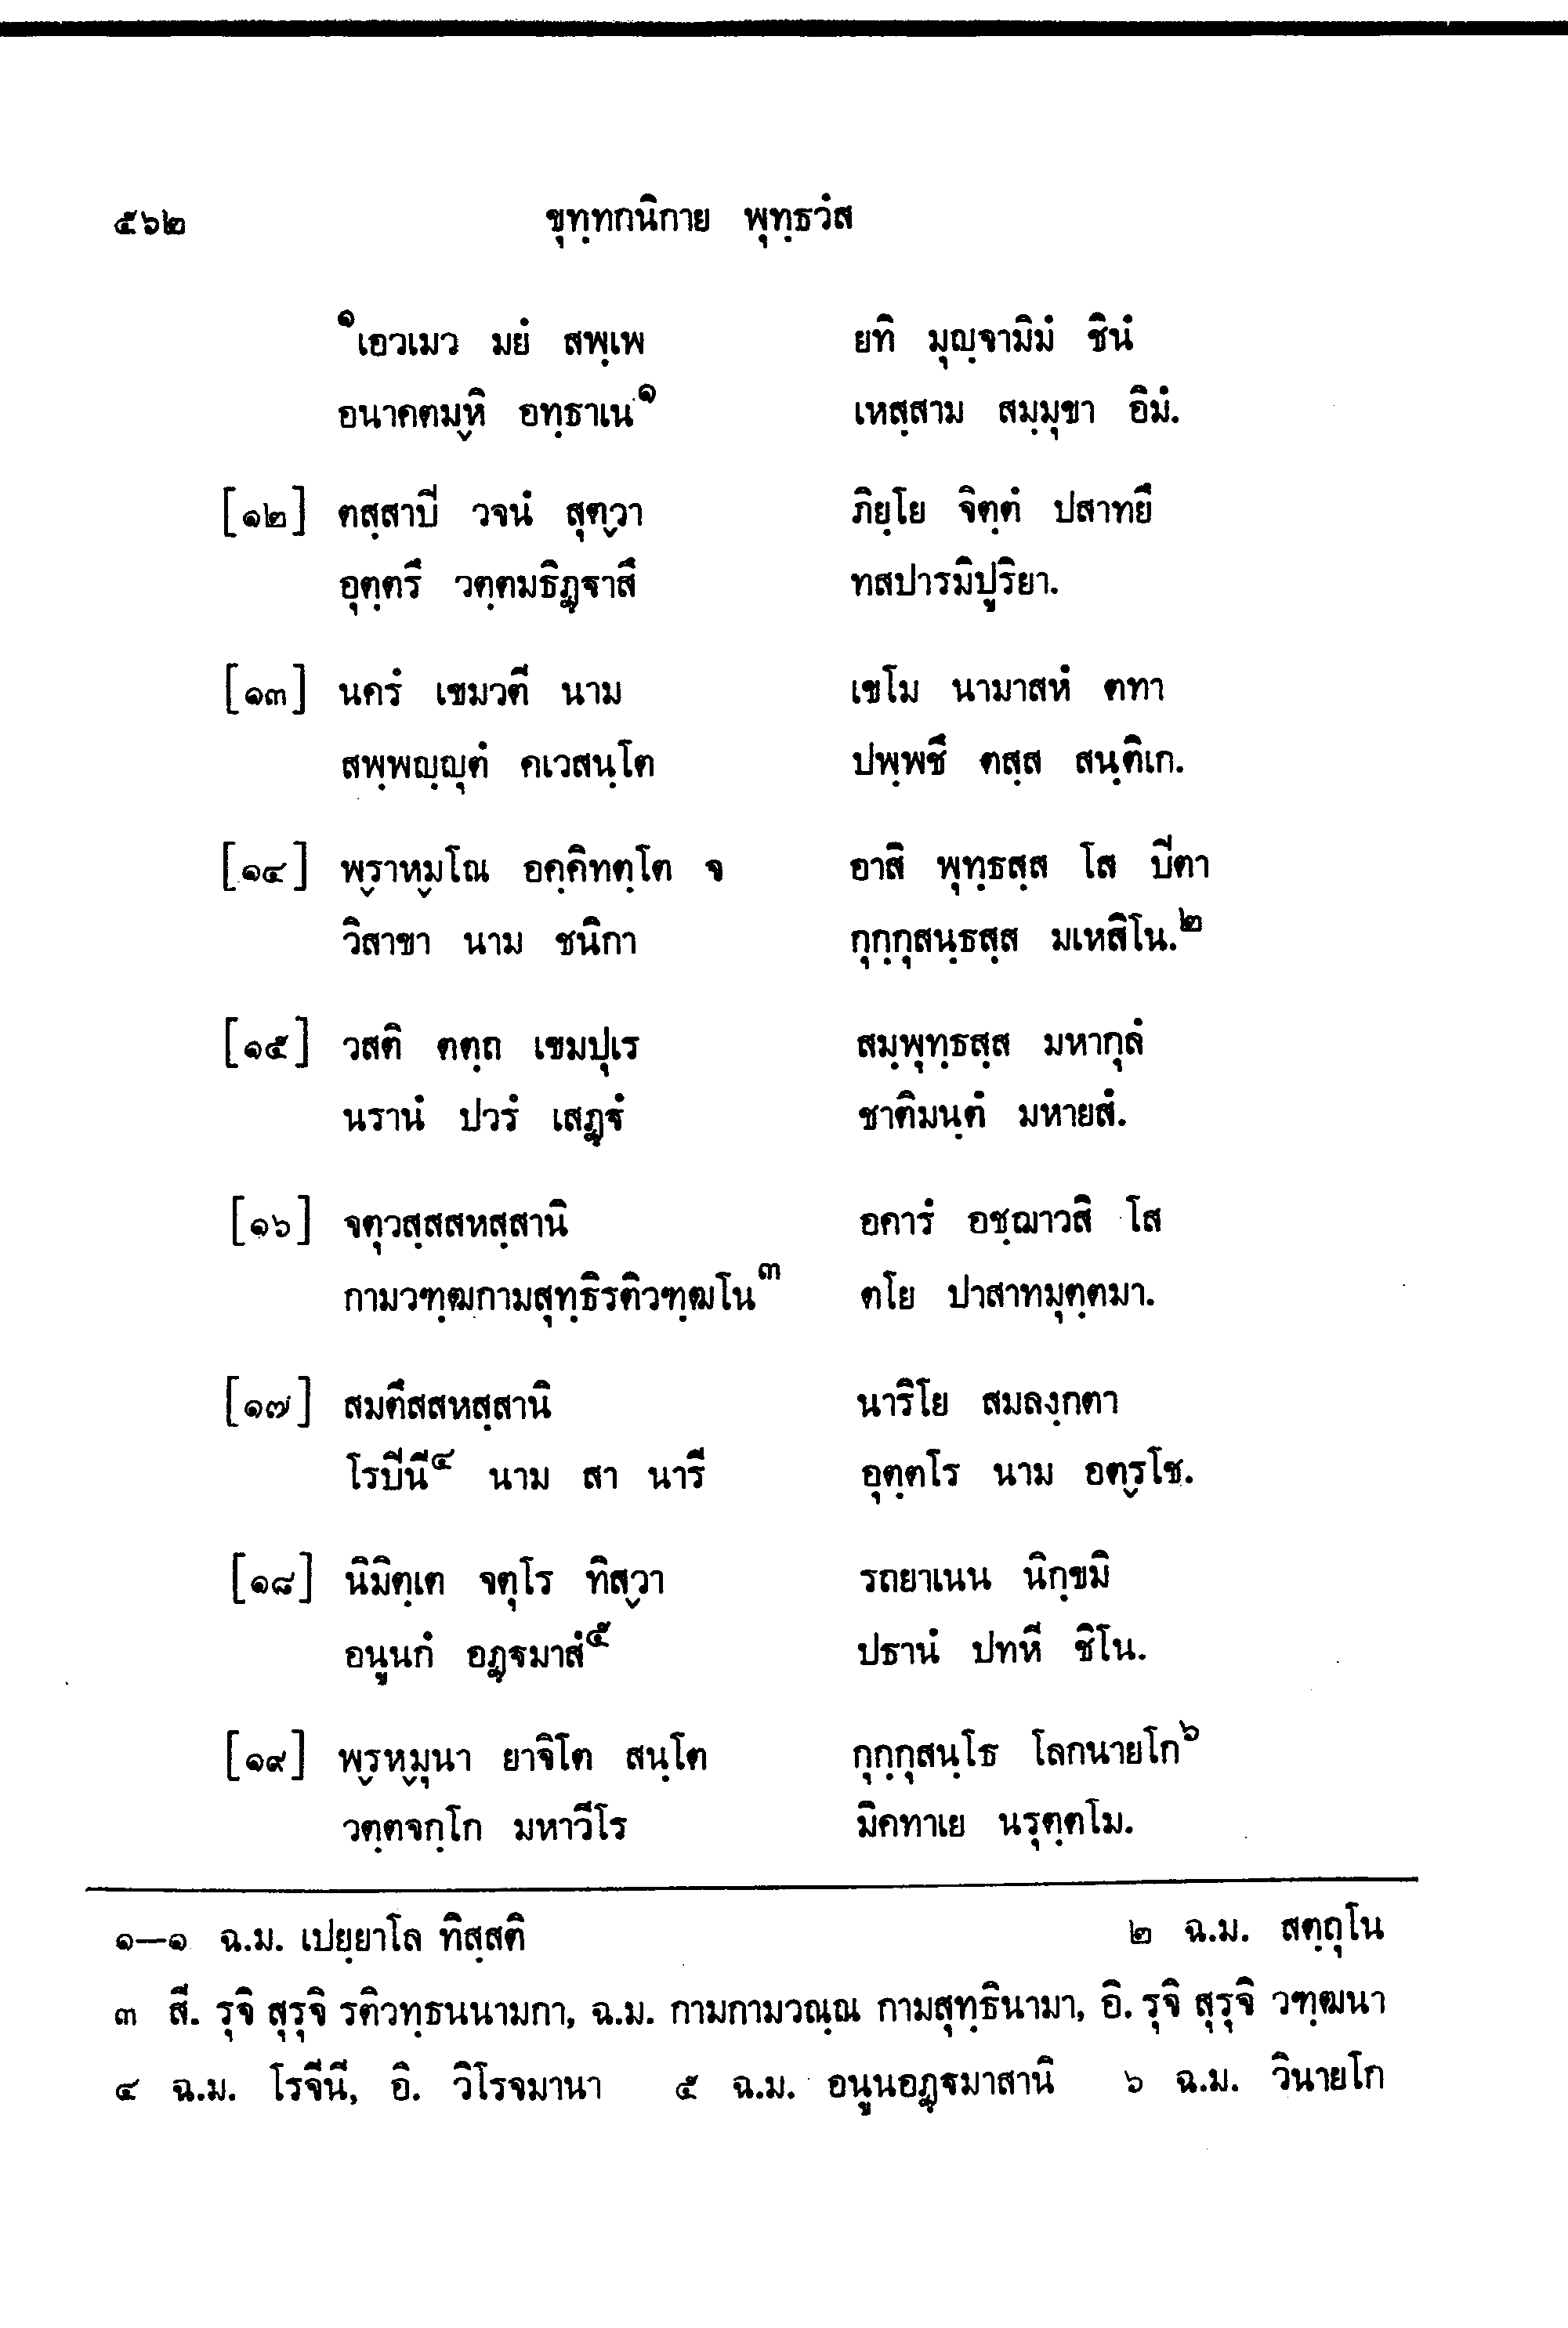 ๕๖๒ ขุทฺทกนิกาย พุทฺธวํส
๑เอวเมว มยํ สพฺเพ ยทิ มุญฺจามิมํ ชินํ
อนาคตมฺหิ อทฺธาเน๑ เหสฺสาม สมฺมุขา อิมํ.
[๑๒] ตสฺสาปี วจนํ สุตฺวา ภิยฺโย จิตฺตํ ปสาทยึ
อุตฺตรึ วตฺตมธิฏฺฐาสึ ทสปารมิปูริยา.
[๑๓] นครํ เขมวตี นาม เขโม นามาสหํ ตทา
สพฺพญฺญุตํ คเวสนฺโต ปพฺพชึ ตสฺส สนฺติเก.
[๑๔] พฺราหฺมโณ อคฺคิทตฺโต จ อาสิ พุทฺธสฺส โส ปีตา
วิสาขา นาม ชนิกา กุกฺกุสนฺธสฺส มเหสิโน.๒
[๑๕] วสติ ตตฺถ เขมปุเร สมฺพุทฺธสฺส มหากุลํ
นรานํ ปวรํ เสฏฺฐํ ชาติมนฺตํ มหายสํ.
[๑๖] จตุวสฺสสหสฺสานิ อคารํ อชฺฌาวสิ โส
กามวฑฺฒกามสุทฺธิรติวฑฺฒโน๓ ตโย ปาสาทมุตฺตมา.
[๑๗] สมตึสสหสฺสานิ นาริโย สมลงฺกตา
โรปีนี๔ นาม สา นารี อุตฺตโร นาม อตฺรโช.
[๑๘] นิมิตฺเต จตุโร ทิสฺวา รถยาเนน นิกฺขมิ
อนูนกํ อฏฺฐมาสํ๕ ปธานํ ปทหี ชิโน.
[๑๙] พฺรหฺมุนา ยาจิโต สนฺโต กุกฺกุสนฺโธ โลกนายโก๖
วตฺตจกฺโก มหาวีโร มิคทาเย นรุตฺตโม.
๑—๑ ฉ.ม. เปยฺยาโล ทิสฺสติ ๒ ฉ.ม. สตฺถุโน
๓ สี. รุจิ สุรุจิ รติวทฺธนนามกา, ฉ.ม. กามกามวณฺณ กามสุทฺธินามา, อิ. รุจิ สุรุจิ วฑฺฒนา
๔ ฉ.ม. โรจีนี, อิ. วิโรจมานา ๕ ฉ.ม. อนูนอฏฺฐมาสานิ ๖ ฉ.ม. วินายโก